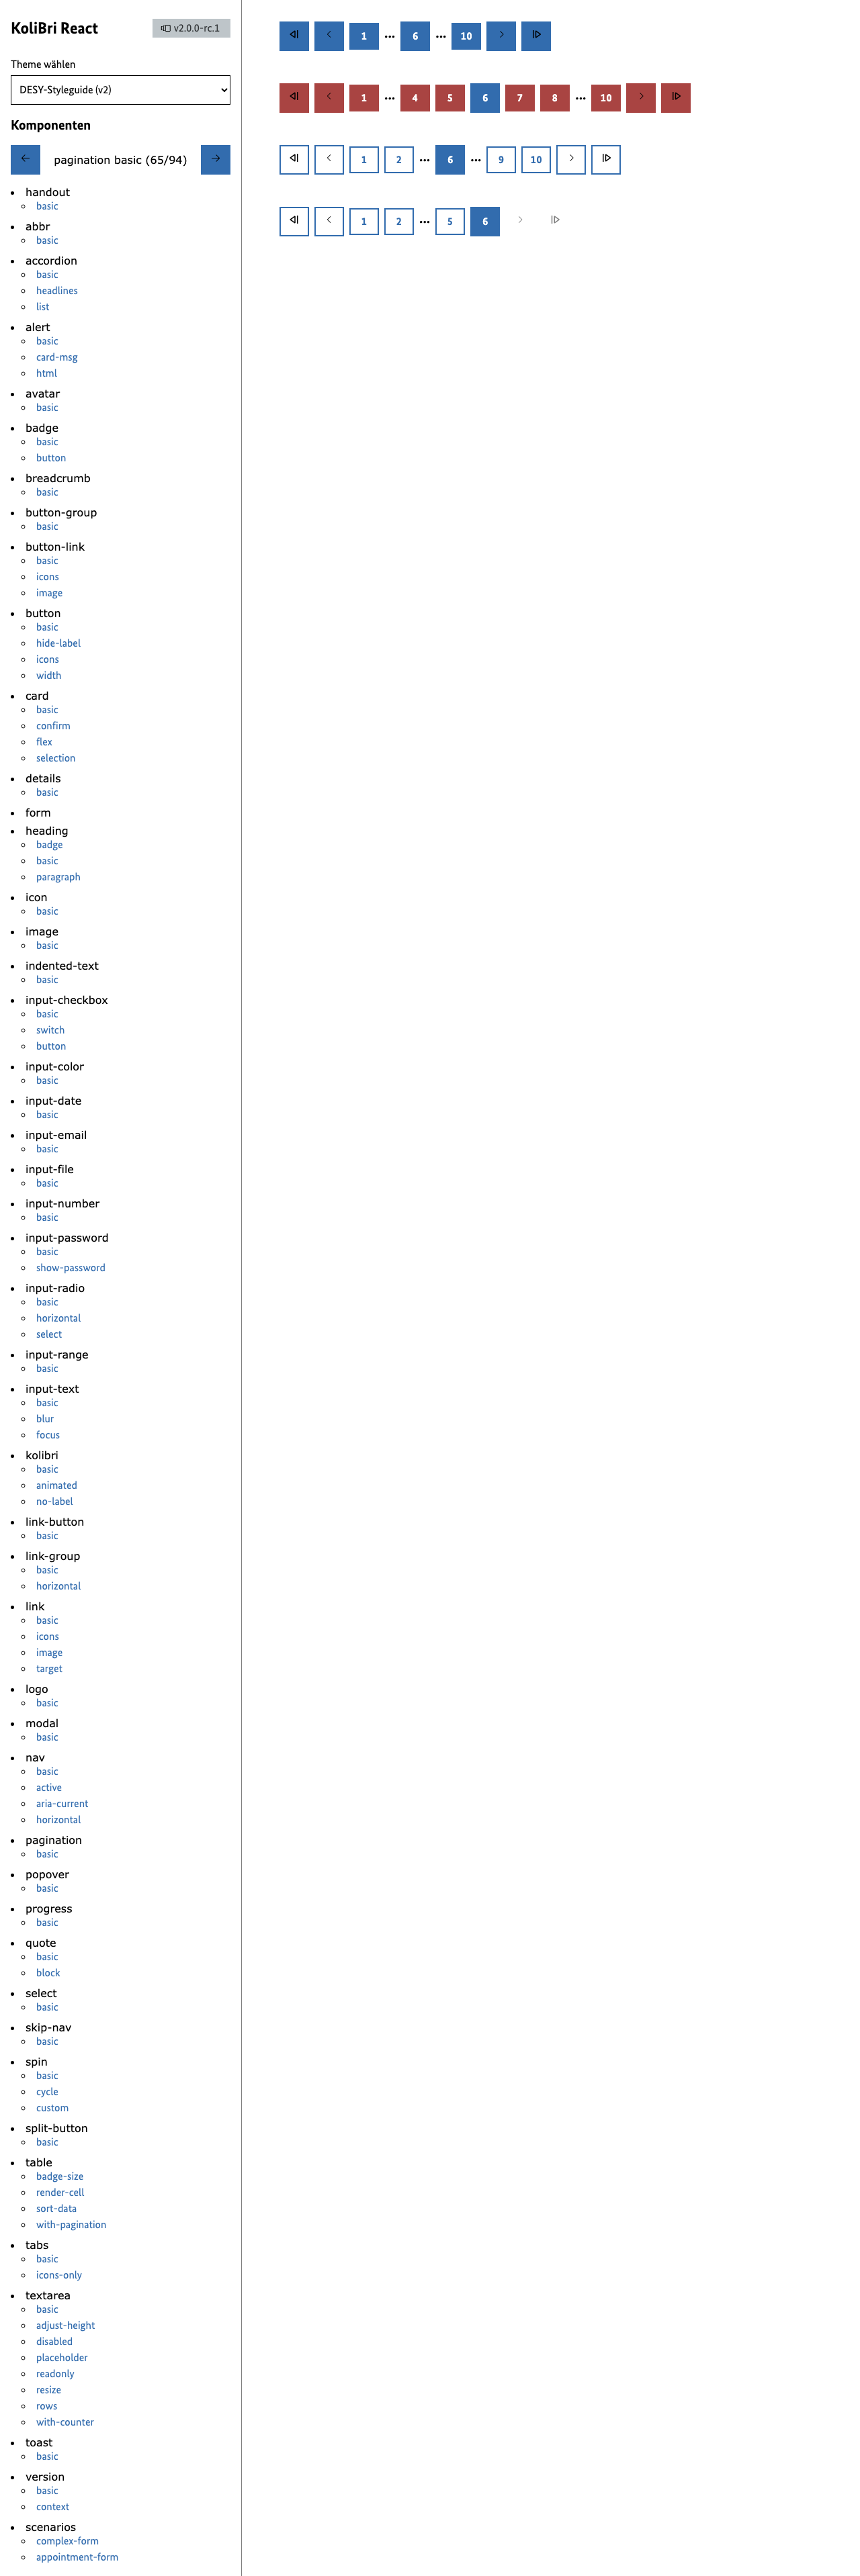 KoliBri React
v2.0.0-rc.1
Theme wählen
DESY-Styleguide (v2)
Komponenten
pagination basic (65/94)
handout
basic
abbr
basic
accordion
basic
headlines
list
alert
basic
card-msg
html
avatar
basic
badge
basic
button
breadcrumb
basic
button-group
basic
button-link
basic
icons
image
button
basic
hide-label
icons
width
card
basic
confirm
flex
selection
details
basic
form
heading
badge
basic
paragraph
icon
basic
image
basic
indented-text
basic
input-checkbox
basic
switch
button
input-color
basic
input-date
basic
input-email
basic
input-file
basic
input-number
basic
input-password
basic
show-password
input-radio
basic
horizontal
select
input-range
basic
input-text
basic
blur
focus
kolibri
basic
animated
no-label
link-button
basic
link-group
basic
horizontal
link
basic
icons
image
target
logo
basic
modal
basic
nav
basic
active
aria-current
horizontal
pagination
basic
popover
basic
progress
basic
quote
basic
block
select
basic
skip-nav
basic
spin
basic
cycle
custom
split-button
basic
table
badge-size
render-cell
sort-data
with-pagination
tabs
basic
icons-only
textarea
basic
adjust-height
disabled
placeholder
readonly
resize
rows
with-counter
toast
basic
version
basic
context
scenarios
complex-form
appointment-form
1 ••• 6 ••• 10
1 ••• 4 5 6 7 8 ••• 10
1 2 ••• 6 ••• 9 10
1 2 ••• 5 6